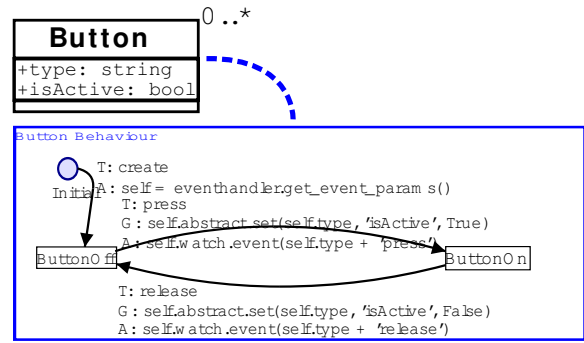 0..*
Button
+type: string
+isActive: bool
Button Behaviour
T: create
Initial
A: self = eventhandler.get_event_params()
T: press
G: self.abstract.set(self.type, 'isActive', True)
A: self.watch.event(self.type + 'press')
ButtonOff
ButtonOn
T: release
G: self.abstract.set(self.type, 'isActive', False)
A: self.watch.event(self.type + 'release')